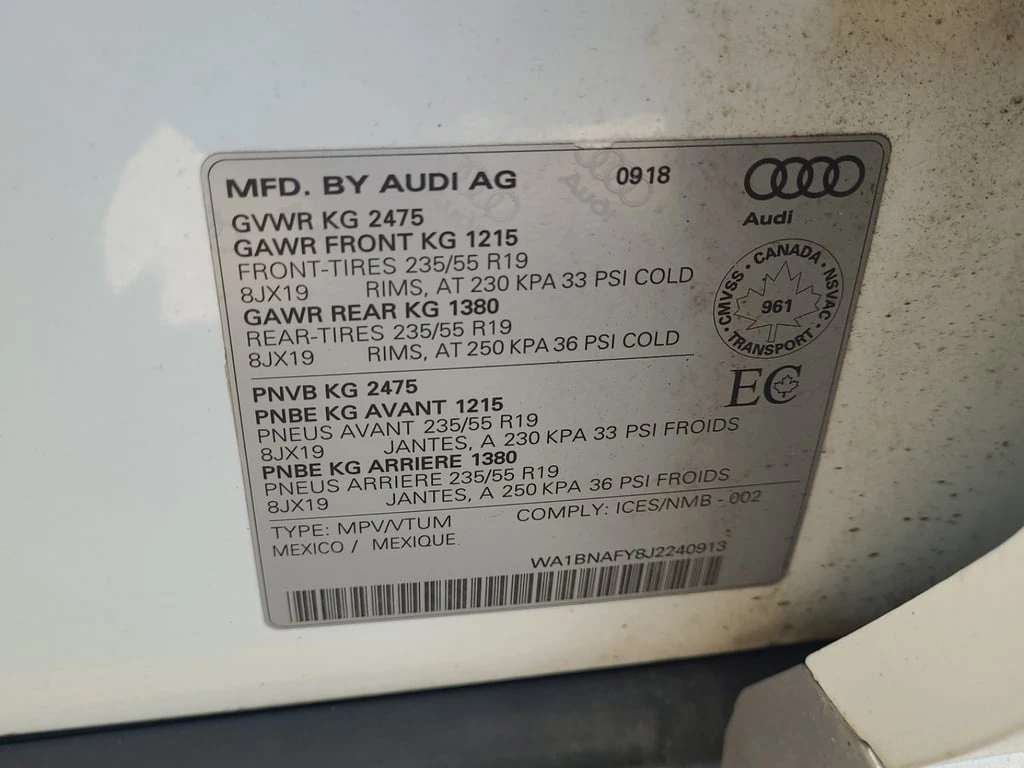 MFD. BY AUDI AG 0918
Audi
GVWR KG 2475
GAWR FRONT KG 1215
FRONT-TIRES 235/55 R19
8JX19 RIMS, AT 230 KPA 33 PSI COLD
GAWR REAR KG 1380
REAR-TIRES 235/55 R19
8JX19 RIMS, AT 250 KPA 36 PSI COLD
CMVSS · CANADA · NSVAC · TRANSPORT ·
961
PNVB KG 2475
PNBE KG AVANT 1215
PNEUS AVANT 235/55 R19
8JX19 JANTES, A 230 KPA 33 PSI FROIDS
PNBE KG ARRIERE 1380
PNEUS ARRIERE 235/55 R19
8JX19 JANTES, A 250 KPA 36 PSI FROIDS
EC
TYPE: MPV/VTUM COMPLY: ICES/NMB - 002
MEXICO / MEXIQUE
WA1BNAFY8J2240913